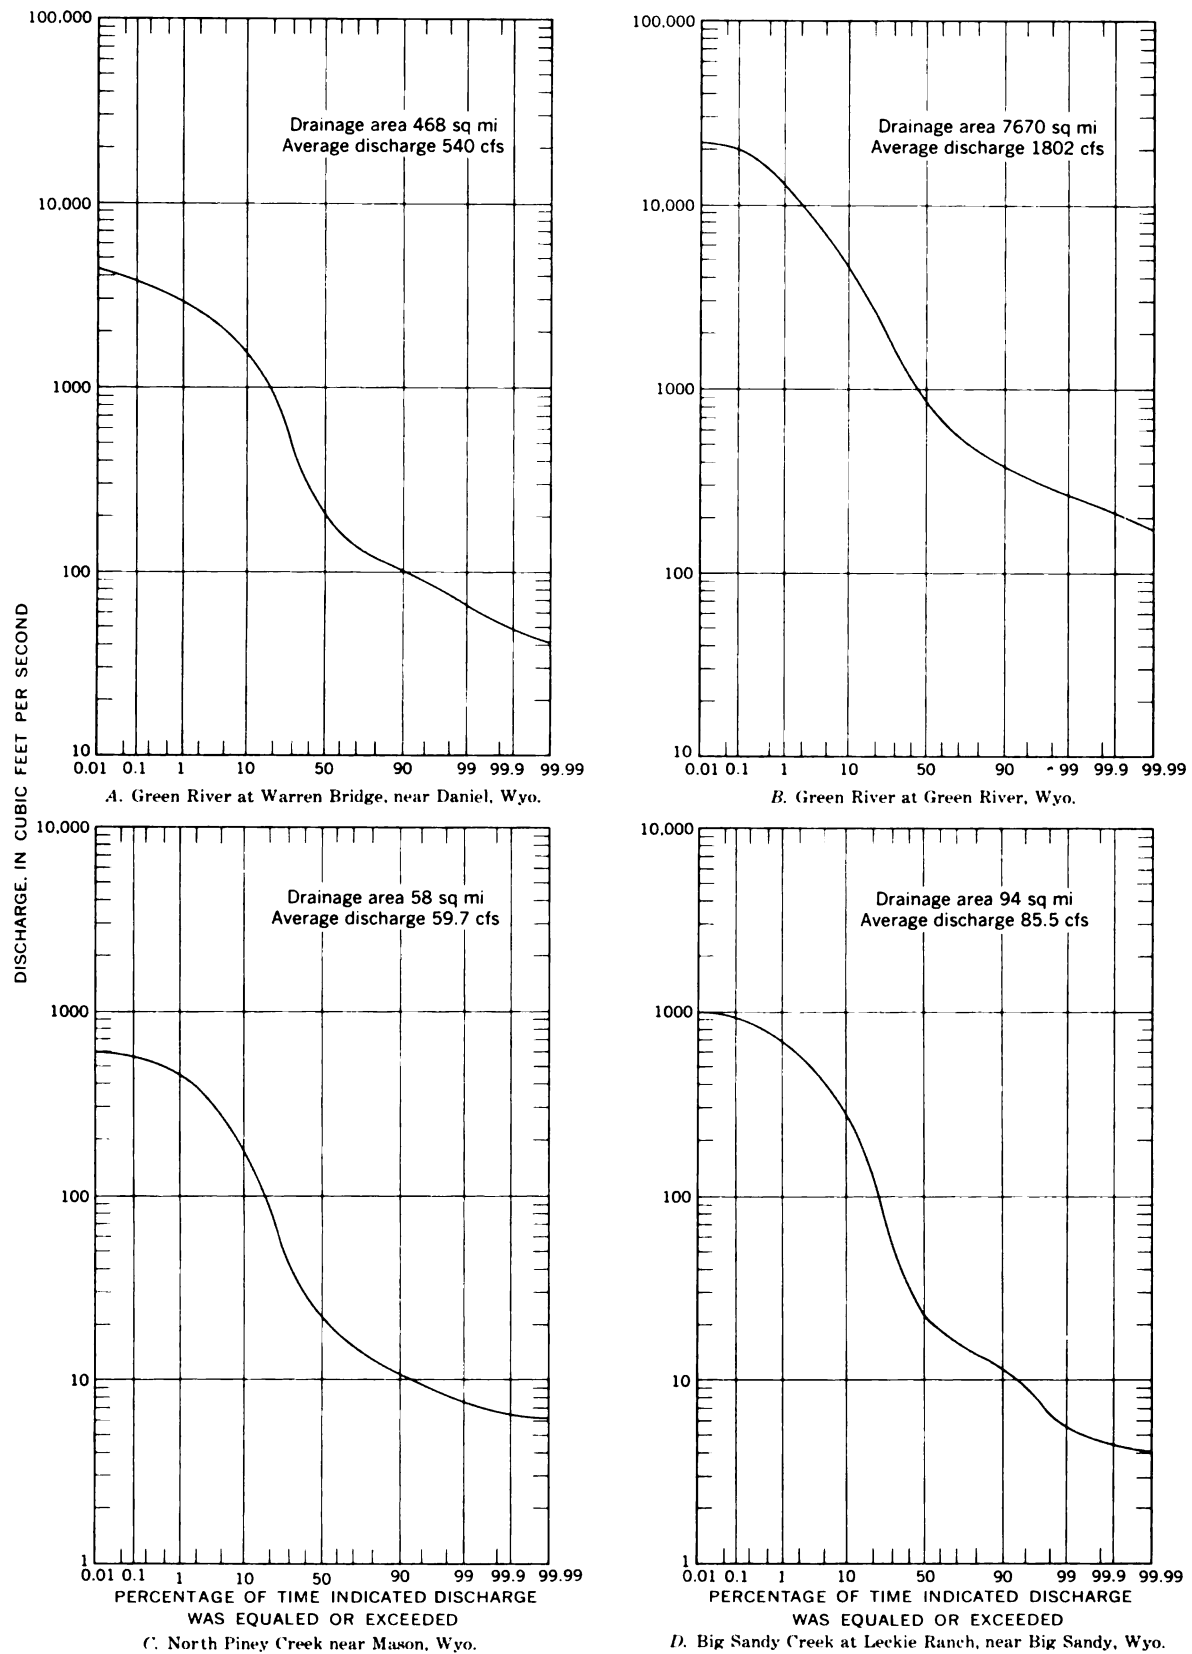 DISCHARGE, IN CUBIC FEET PER SECOND
100,000
10,000
1000
100
10
Drainage area 468 sq mi
Average discharge 540 cfs
0.01 0.1 1 10 50 90 99 99.9 99.99
A. Green River at Warren Bridge, near Daniel, Wyo.
100,000
10,000
1000
100
10
Drainage area 7670 sq mi
Average discharge 1802 cfs
0.01 0.1 1 10 50 90 99 99.9 99.99
B. Green River at Green River, Wyo.
10,000
1000
100
10
1
Drainage area 58 sq mi
Average discharge 59.7 cfs
0.01 0.1 1 10 50 90 99 99.9 99.99
PERCENTAGE OF TIME INDICATED DISCHARGE
WAS EQUALED OR EXCEEDED
C. North Piney Creek near Mason, Wyo.
10,000
1000
100
10
1
Drainage area 94 sq mi
Average discharge 85.5 cfs
0.01 0.1 1 10 50 90 99 99.9 99.99
PERCENTAGE OF TIME INDICATED DISCHARGE
WAS EQUALED OR EXCEEDED
D. Big Sandy Creek at Leckie Ranch, near Big Sandy, Wyo.